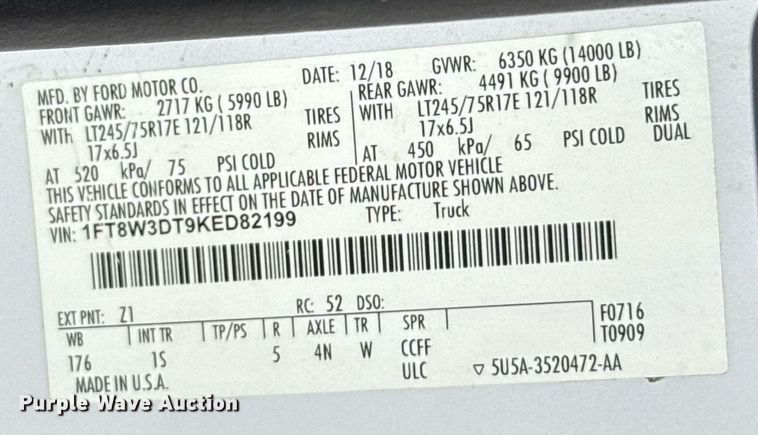 MFD. BY FORD MOTOR CO. DATE: 12/18 GVWR: 6350 KG (14000 LB)
FRONT GAWR: 2717 KG ( 5990 LB) REAR GAWR: 4491 KG ( 9900 LB)
WITH LT245/75R17E 121/118R TIRES WITH LT245/75R17E 121/118R TIRES
17x6.5J RIMS 17x6.5J RIMS
AT 520 kPa/ 75 PSI COLD AT 450 kPa/ 65 PSI COLD DUAL
THIS VEHICLE CONFORMS TO ALL APPLICABLE FEDERAL MOTOR VEHICLE
SAFETY STANDARDS IN EFFECT ON THE DATE OF MANUFACTURE SHOWN ABOVE.
VIN: 1FT8W3DT9KED82199 TYPE: Truck
EXT PNT: Z1 RC: 52 DSO: F0716
WB INT TR TP/PS R AXLE TR SPR T0909
176 1S 5 4N W CCFF
MADE IN U.S.A. ULC ▽ 5U5A-3520472-AA
Purple Wave Auction